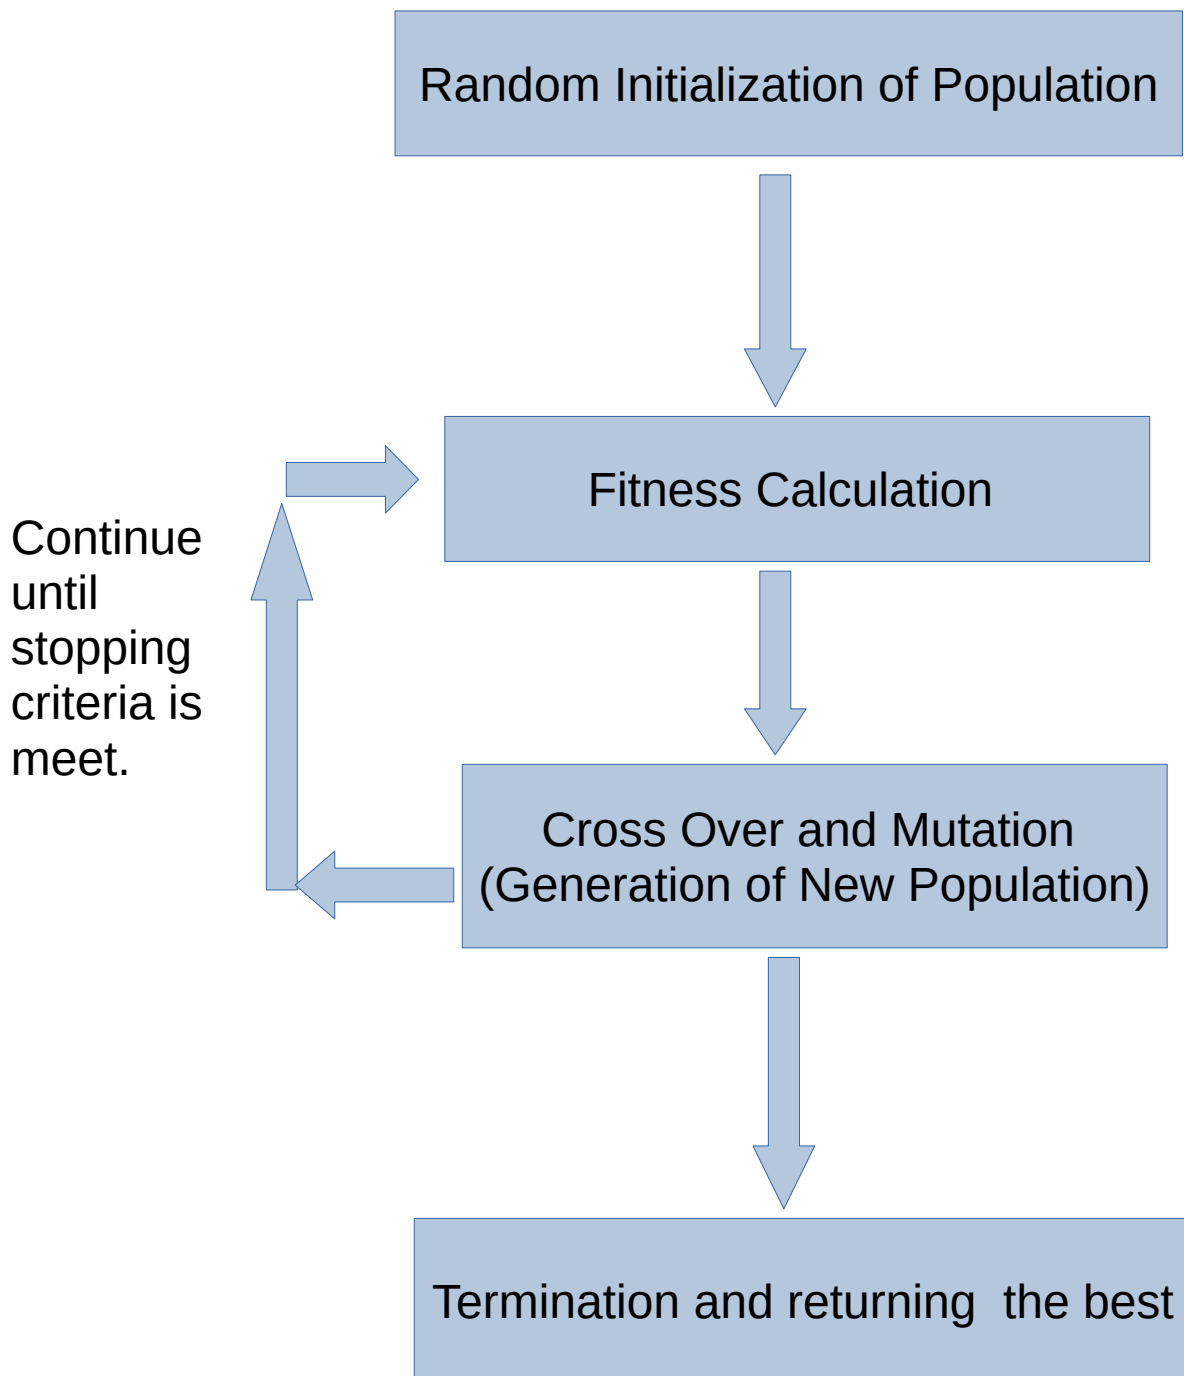 Random Initialization of Population
Fitness Calculation
Continue
until
stopping
criteria is
meet.
Cross Over and Mutation
(Generation of New Population)
Termination and returning  the best